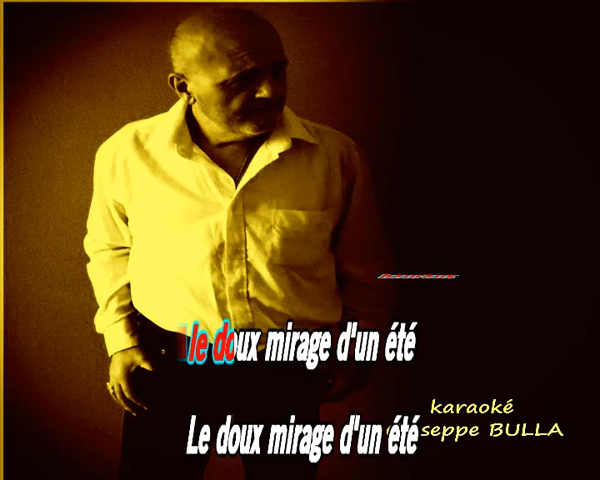 le doux mirage d'un été
karaoké
Le doux mirage d'un été
seppe BULLA